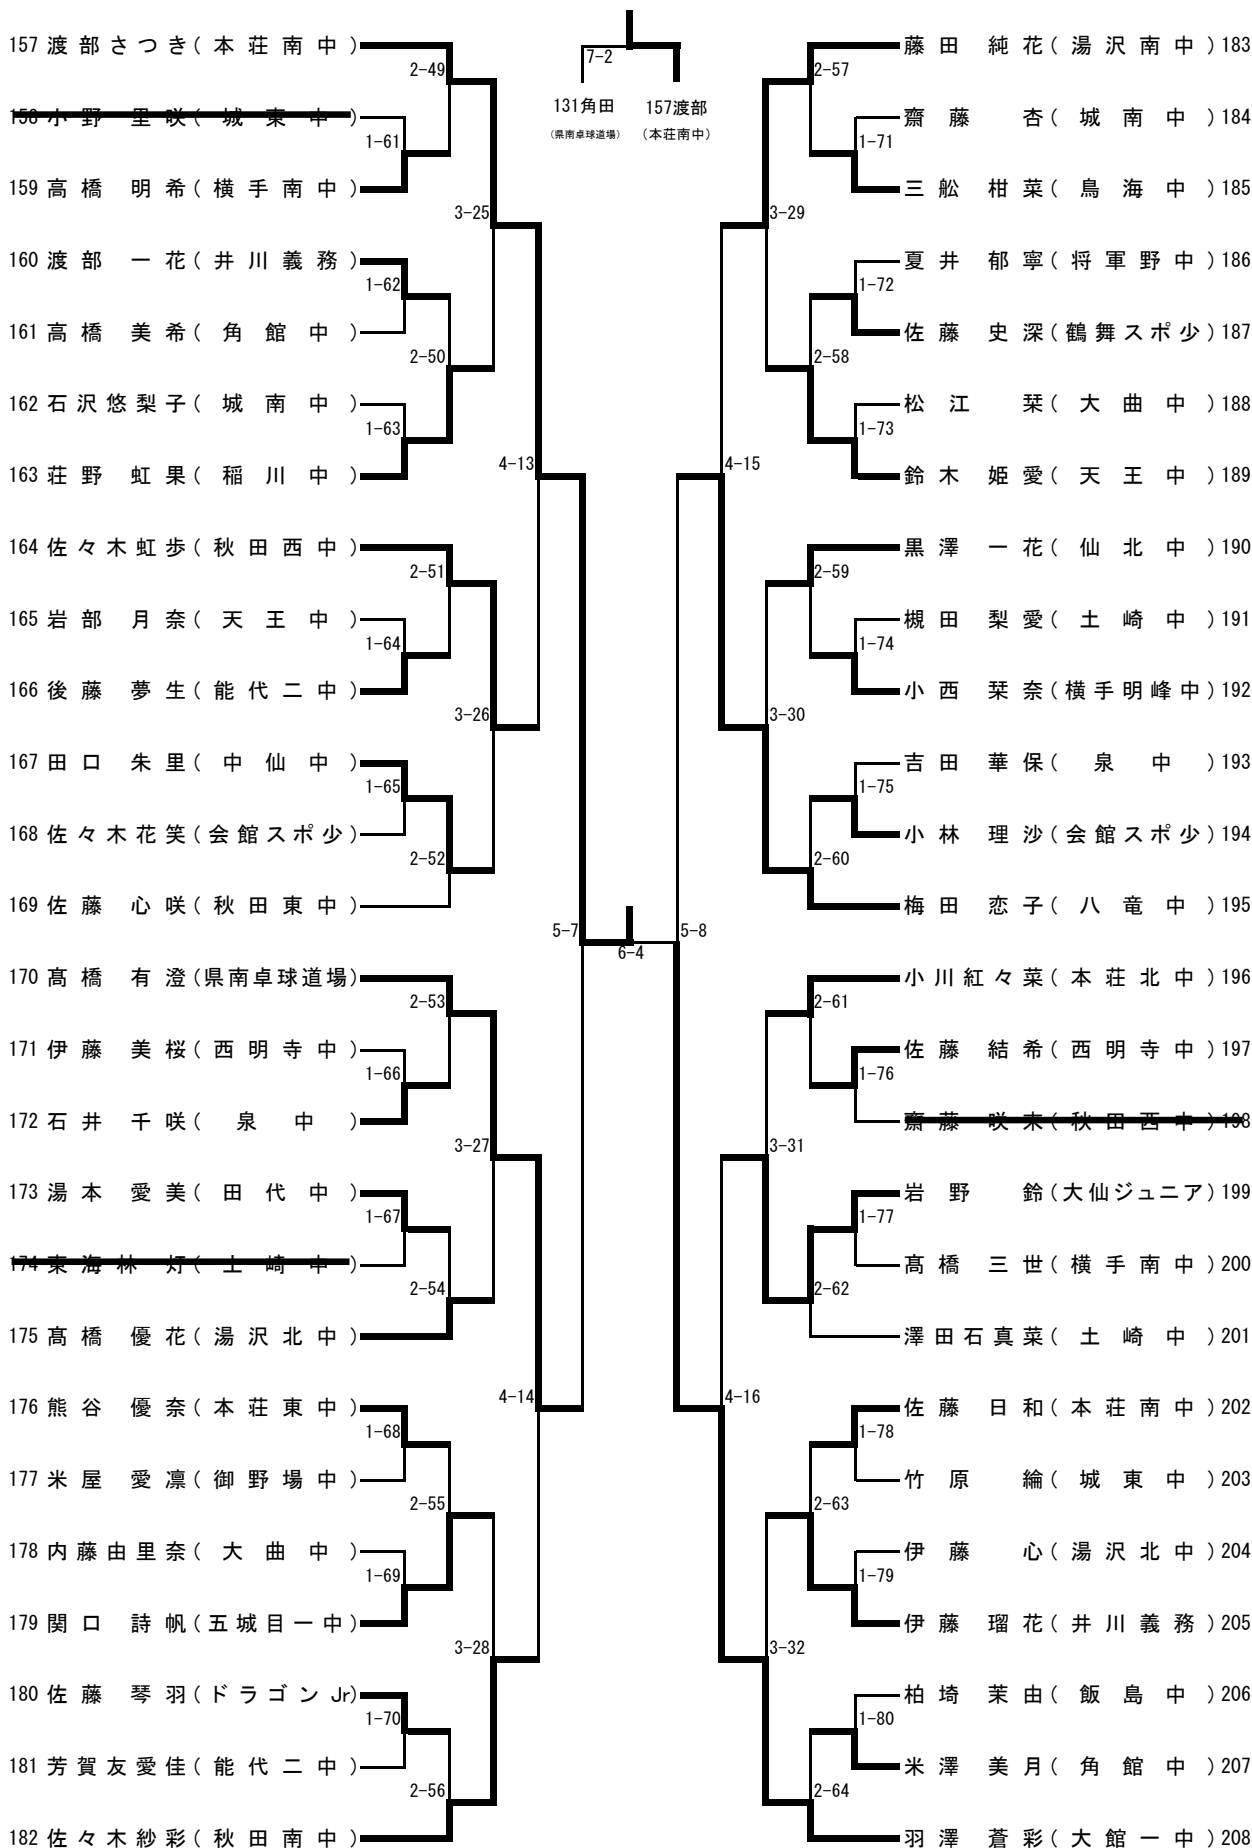 7-2
131角田 157渡部
(県南卓球道場) (本荘南中)
157 渡部さつき(本荘南中)
2-49
158 小野里咲(城東中)
1-61
159 高橋明希(横手南中)
3-25
160 渡部一花(井川義務)
1-62
161 高橋美希(角館中)
2-50
162 石沢悠梨子(城南中)
1-63
163 荘野虹果(稲川中)
4-13
164 佐々木虹歩(秋田西中)
2-51
165 岩部月奈(天王中)
1-64
166 後藤夢生(能代二中)
3-26
167 田口朱里(中仙中)
1-65
168 佐々木花笑(会館スポ少)
2-52
169 佐藤心咲(秋田東中)
5-7
6-4
170 髙橋有澄(県南卓球道場)
2-53
171 伊藤美桜(西明寺中)
1-66
172 石井千咲(泉中)
3-27
173 湯本愛美(田代中)
1-67
174 東海林灯(土崎中)
2-54
175 髙橋優花(湯沢北中)
4-14
176 熊谷優奈(本荘東中)
1-68
177 米屋愛凛(御野場中)
2-55
178 内藤由里奈(大曲中)
1-69
179 関口詩帆(五城目一中)
3-28
180 佐藤琴羽(ドラゴンJr)
1-70
181 芳賀友愛佳(能代二中)
2-56
182 佐々木紗彩(秋田南中)
藤田純花(湯沢南中)183
2-57
齋藤杏(城南中)184
1-71
三舩柑菜(鳥海中)185
3-29
夏井郁寧(将軍野中)186
1-72
佐藤史深(鶴舞スポ少)187
2-58
松江栞(大曲中)188
1-73
鈴木姫愛(天王中)189
4-15
黒澤一花(仙北中)190
2-59
槻田梨愛(土崎中)191
1-74
小西栞奈(横手明峰中)192
3-30
吉田華保(泉中)193
1-75
小林理沙(会館スポ少)194
2-60
梅田恋子(八竜中)195
5-8
小川紅々菜(本荘北中)196
2-61
佐藤結希(西明寺中)197
1-76
齋藤咲末(秋田西中)198
3-31
岩野鈴(大仙ジュニア)199
1-77
髙橋三世(横手南中)200
2-62
澤田石真菜(土崎中)201
4-16
佐藤日和(本荘南中)202
1-78
竹原綸(城東中)203
2-63
伊藤心(湯沢北中)204
1-79
伊藤瑠花(井川義務)205
3-32
柏埼茉由(飯島中)206
1-80
米澤美月(角館中)207
2-64
羽澤蒼彩(大館一中)208